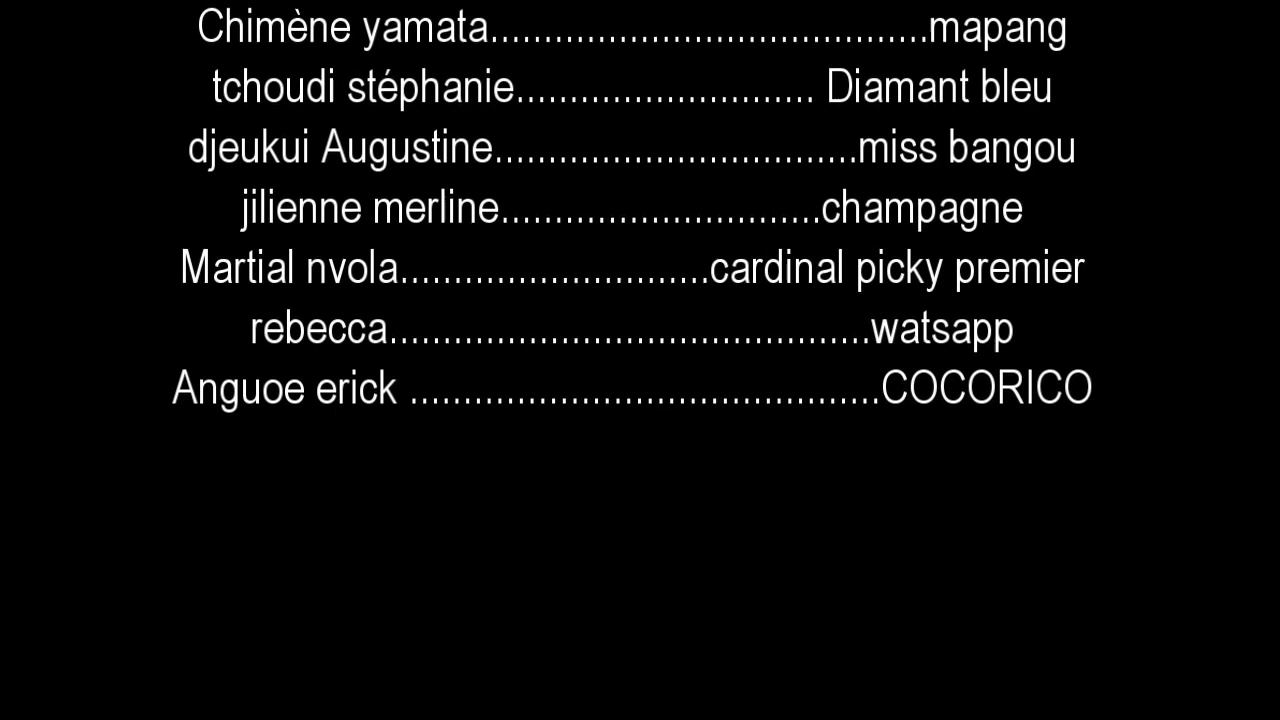 Chimène yamata.........................................mapang
tchoudi stéphanie............................ Diamant bleu
djeukui Augustine..................................miss bangou
jilienne merline..............................champagne
Martial nvola.............................cardinal picky premier
rebecca.............................................watsapp
Anguoe erick ............................................COCORICO